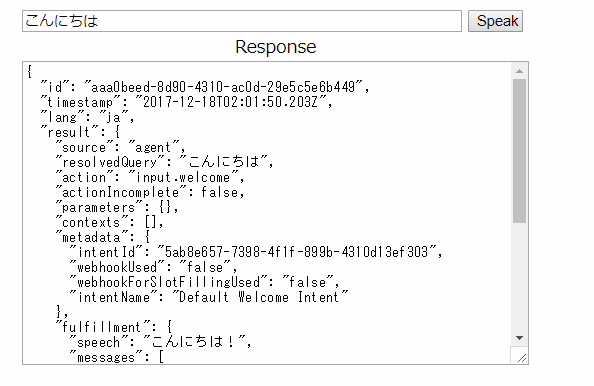 こんにちは Speak
Response
{
  "id": "aaa0beed-8d90-4310-ac0d-29e5c5e6b449",
  "timestamp": "2017-12-18T02:01:50.203Z",
  "lang": "ja",
  "result": {
    "source": "agent",
    "resolvedQuery": "こんにちは",
    "action": "input.welcome",
    "actionIncomplete": false,
    "parameters": {},
    "contexts": [],
    "metadata": {
      "intentId": "5ab8e657-7398-4f1f-899b-4310d13ef303",
      "webhookUsed": "false",
      "webhookForSlotFillingUsed": "false",
      "intentName": "Default Welcome Intent"
    },
    "fulfillment": {
      "speech": "こんにちは！",
      "messages": [